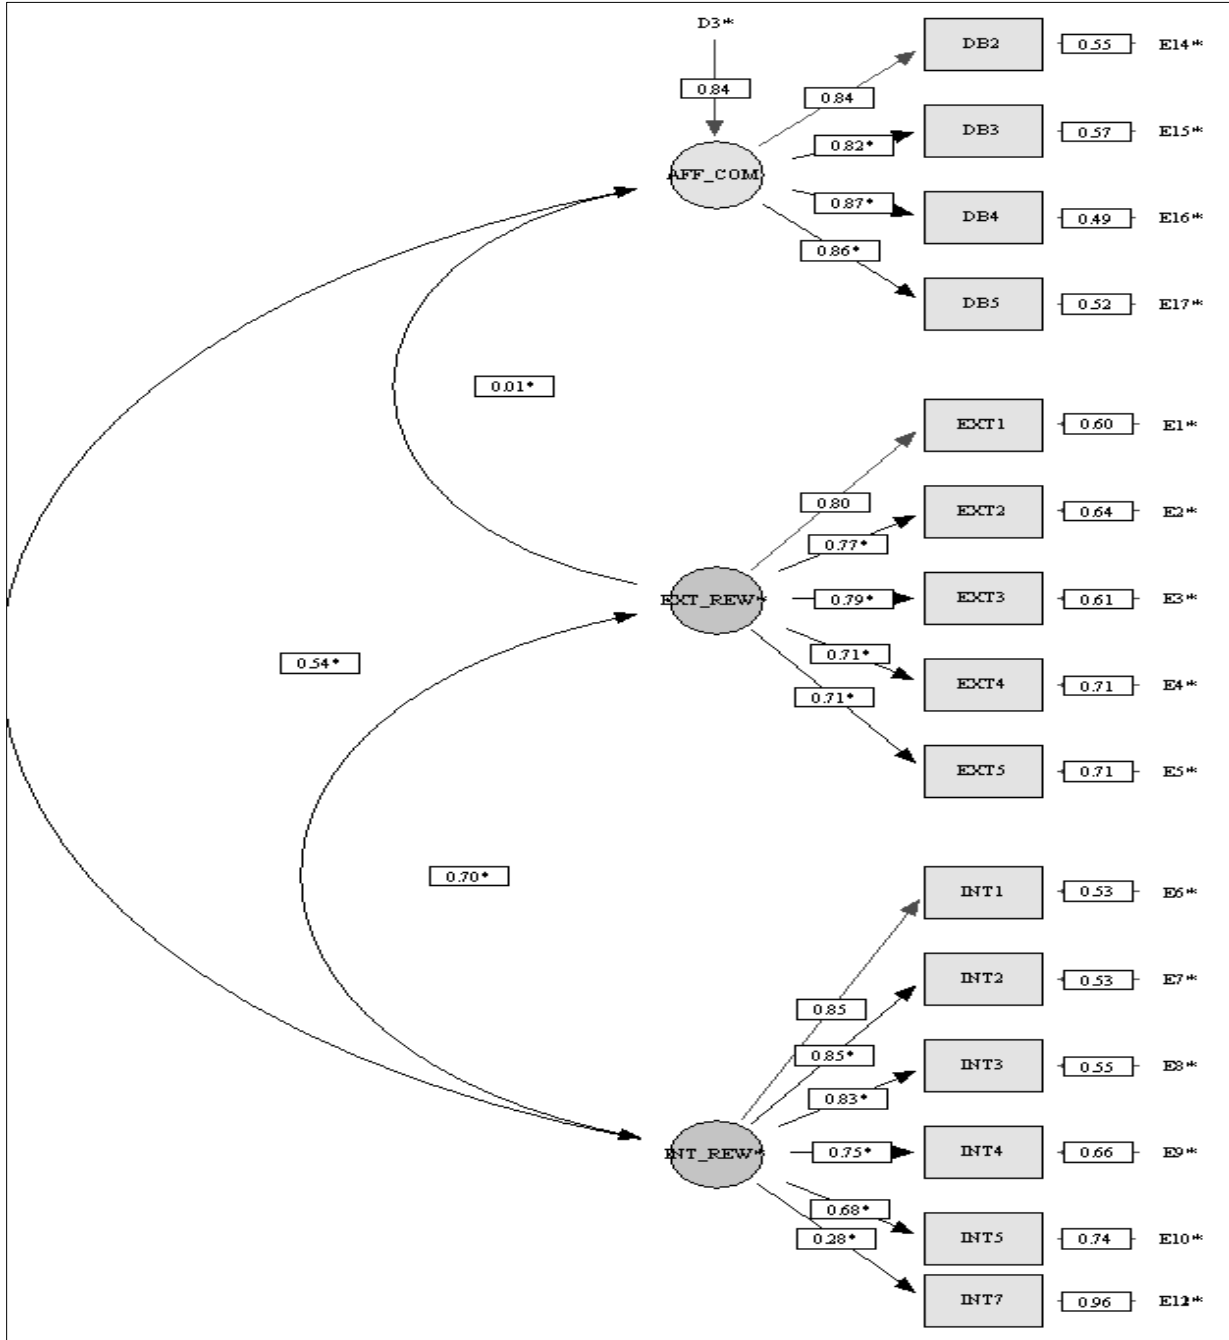 D3*
0.84
AFF_COM
0.84
0.82*
0.87*
0.86*
DB2 0.55 E14*
DB3 0.57 E15*
DB4 0.49 E16*
DB5 0.52 E17*
0.01*
EXT_REW*
0.80
0.77*
0.79*
0.71*
0.71*
EXT1 0.60 E1*
EXT2 0.64 E2*
EXT3 0.61 E3*
EXT4 0.71 E4*
EXT5 0.71 E5*
0.54*
0.70*
INT_REW*
0.85
0.85*
0.83*
0.75*
0.68*
0.28*
INT1 0.53 E6*
INT2 0.53 E7*
INT3 0.55 E8*
INT4 0.66 E9*
INT5 0.74 E10*
INT7 0.96 E12*